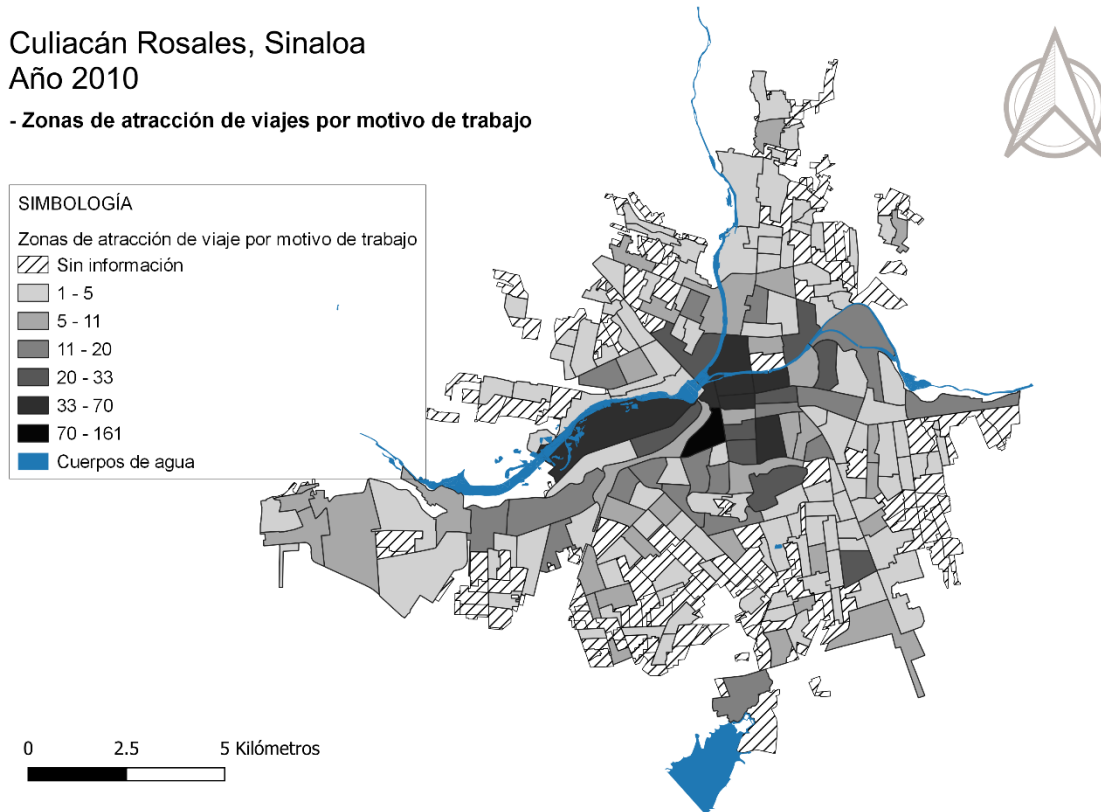 Culiacán Rosales, Sinaloa
Año 2010
- Zonas de atracción de viajes por motivo de trabajo
SIMBOLOGÍA
Zonas de atracción de viaje por motivo de trabajo
Sin información
1 - 5
5 - 11
11 - 20
20 - 33
33 - 70
70 - 161
Cuerpos de agua
0 2.5 5 Kilómetros